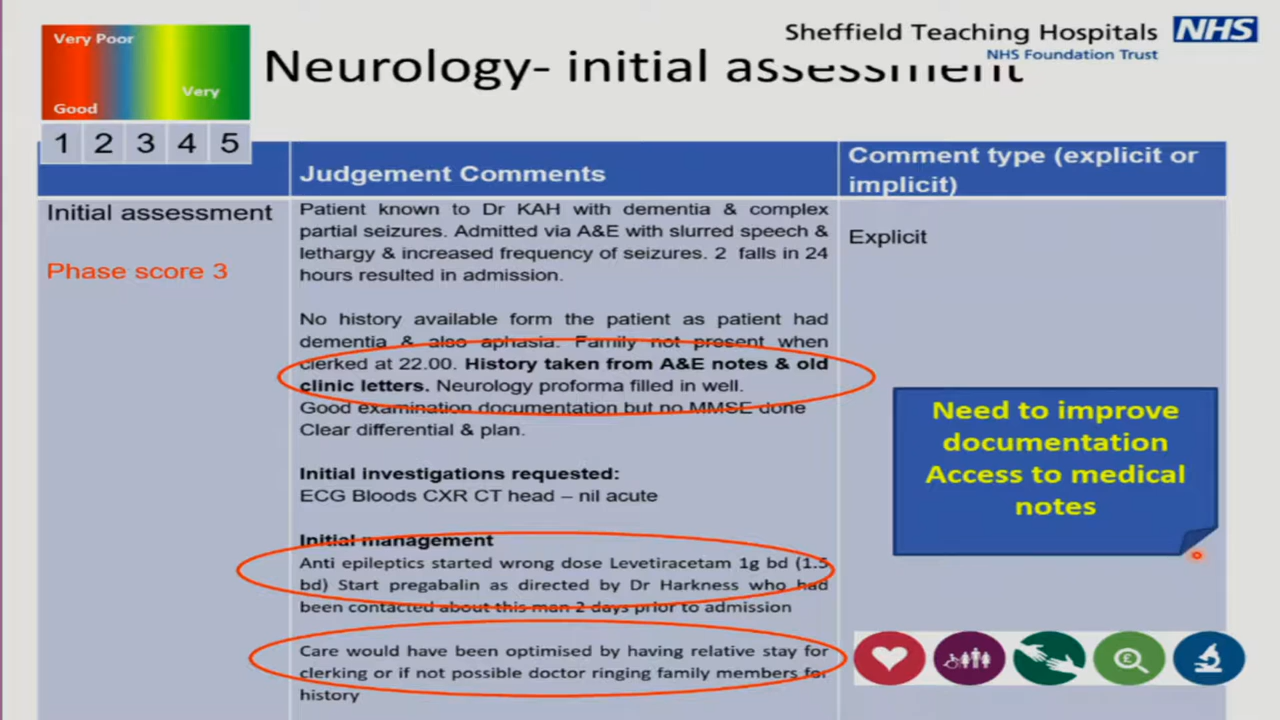 Very Poor
Very
Good
1 2 3 4 5
Neurology- initial assessment
Sheffield Teaching Hospitals NHS
NHS Foundation Trust
Judgement Comments
Comment type (explicit or
implicit)
Initial assessment
Phase score 3
Patient known to Dr KAH with dementia & complex
partial seizures. Admitted via A&E with slurred speech &
lethargy & increased frequency of seizures. 2 falls in 24
hours resulted in admission.
No history available form the patient as patient had
dementia & also aphasia. Family not present when
clerked at 22.00. History taken from A&E notes & old
clinic letters. Neurology proforma filled in well.
Good examination documentation but no MMSE done
Clear differential & plan.
Initial investigations requested:
ECG Bloods CXR CT head – nil acute
Initial management
Anti epileptics started wrong dose Levetiracetam 1g bd (1.5
bd) Start pregabalin as directed by Dr Harkness who had
been contacted about this man 2 days prior to admission
Care would have been optimised by having relative stay for
clerking or if not possible doctor ringing family members for
history
Explicit
Need to improve
documentation
Access to medical
notes
£